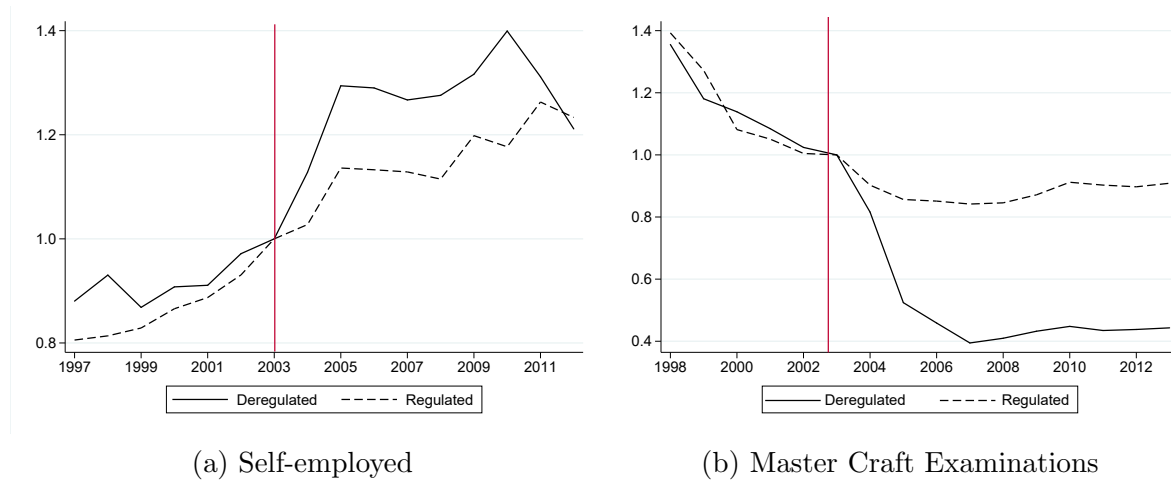 1.4
1.2
1.0
0.8
1997 1999 2001 2003 2005 2007 2009 2011
Deregulated Regulated
(a) Self-employed
1.4
1.2
1.0
0.8
0.6
0.4
1998 2000 2002 2004 2006 2008 2010 2012
Deregulated Regulated
(b) Master Craft Examinations